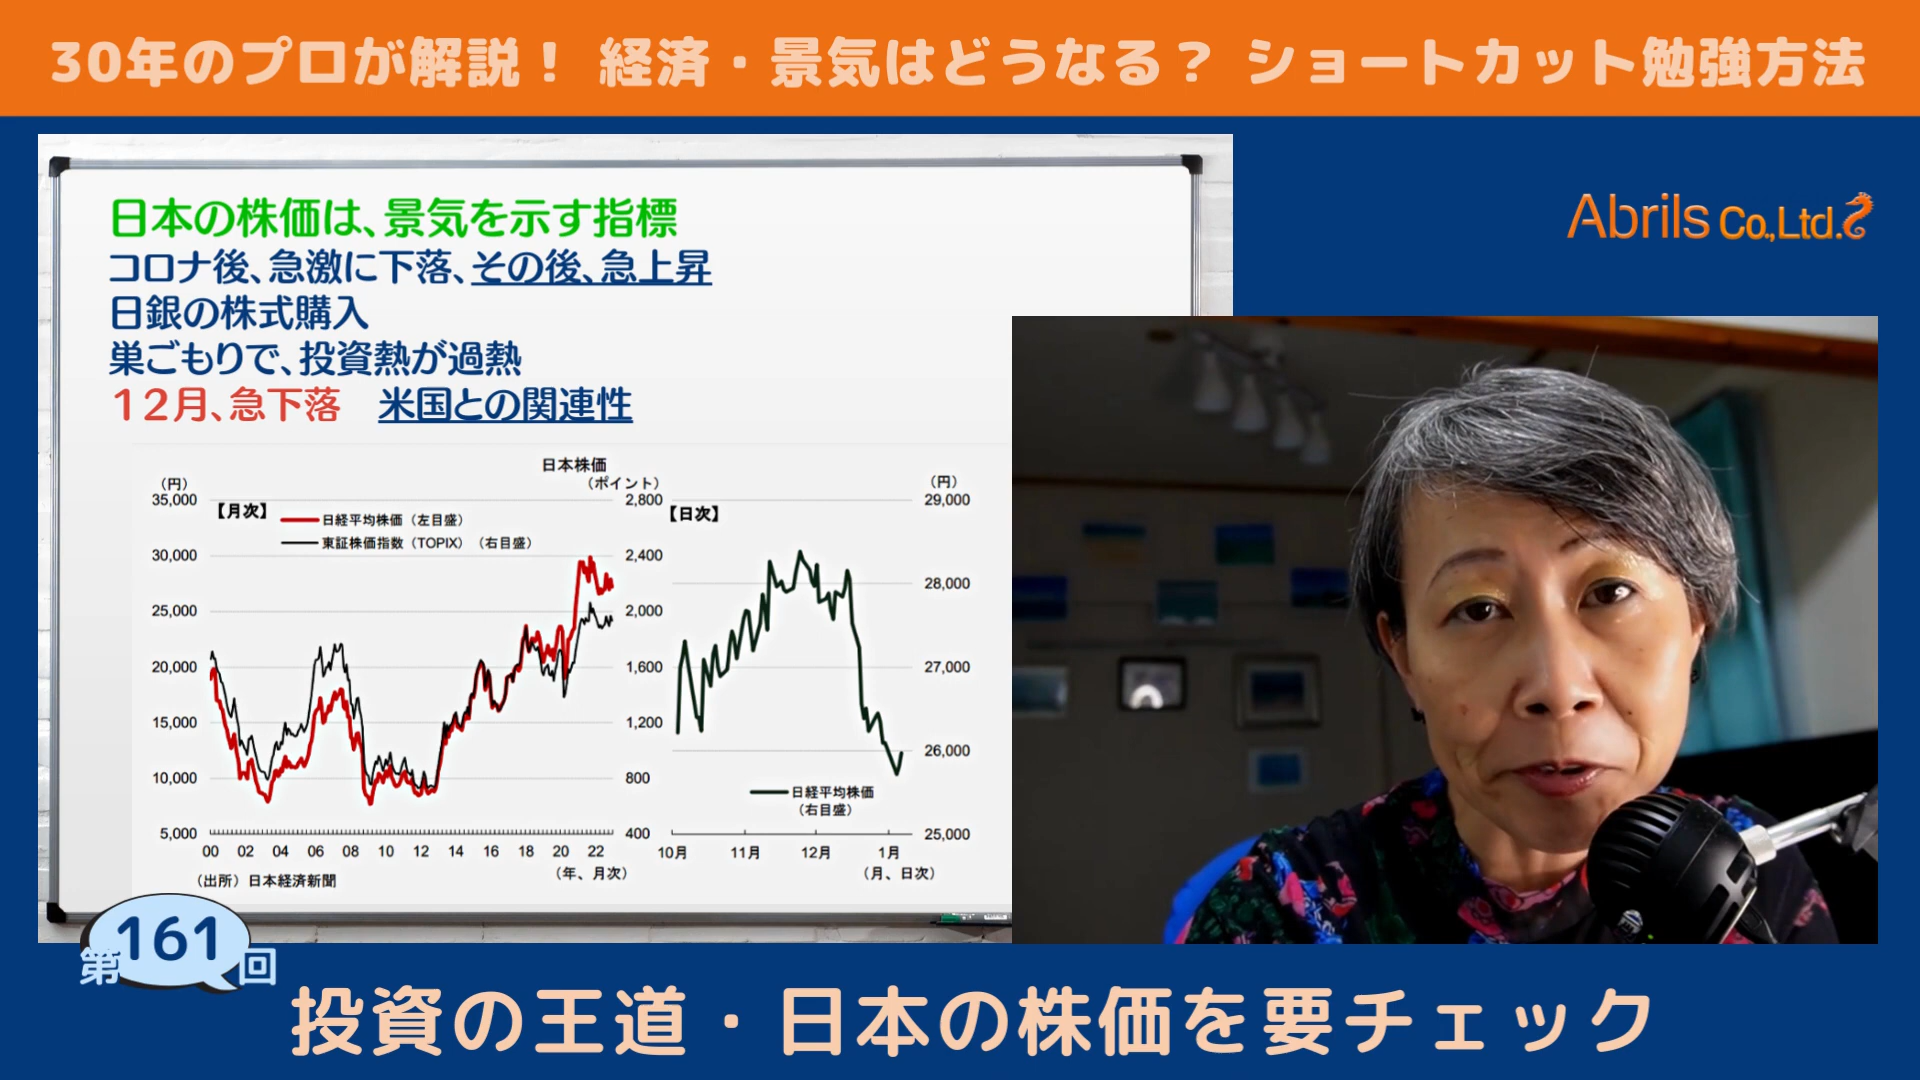 30年のプロが解説！ 経済・景気はどうなる？ ショートカット勉強方法
Abrils Co.,Ltd.
日本の株価は、景気を示す指標
コロナ後、急激に下落、その後、急上昇
日銀の株式購入
巣ごもりで、投資熱が過熱
１２月、急下落　米国との関連性
日本株価
（円）
（ポイント）
（円）
35,000
30,000
25,000
20,000
15,000
10,000
5,000
【月次】
日経平均株価（左目盛）
東証株価指数（TOPIX）（右目盛）
2,800
2,400
2,000
1,600
1,200
800
400
00 02 04 06 08 10 12 14 16 18 20 22
（年、月次）
（出所）日本経済新聞
【日次】
29,000
28,000
27,000
26,000
25,000
日経平均株価
（右目盛）
10月 11月 12月 1月
（月、日次）
第161回
投資の王道・日本の株価を要チェック